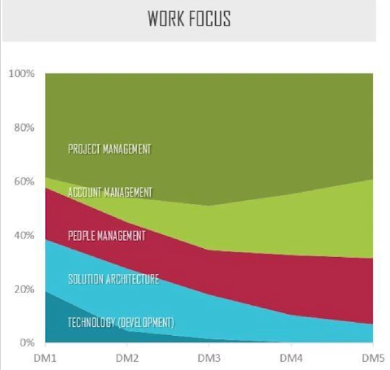 WORK FOCUS
100%
80%
60%
40%
20%
0%
PROJECT MANAGEMENT
ACCOUNT MANAGEMENT
PEOPLE MANAGEMENT
SOLUTION ARCHITECTURE
TECHNOLOGY (DEVELOPMENT)
DM1 DM2 DM3 DM4 DM5